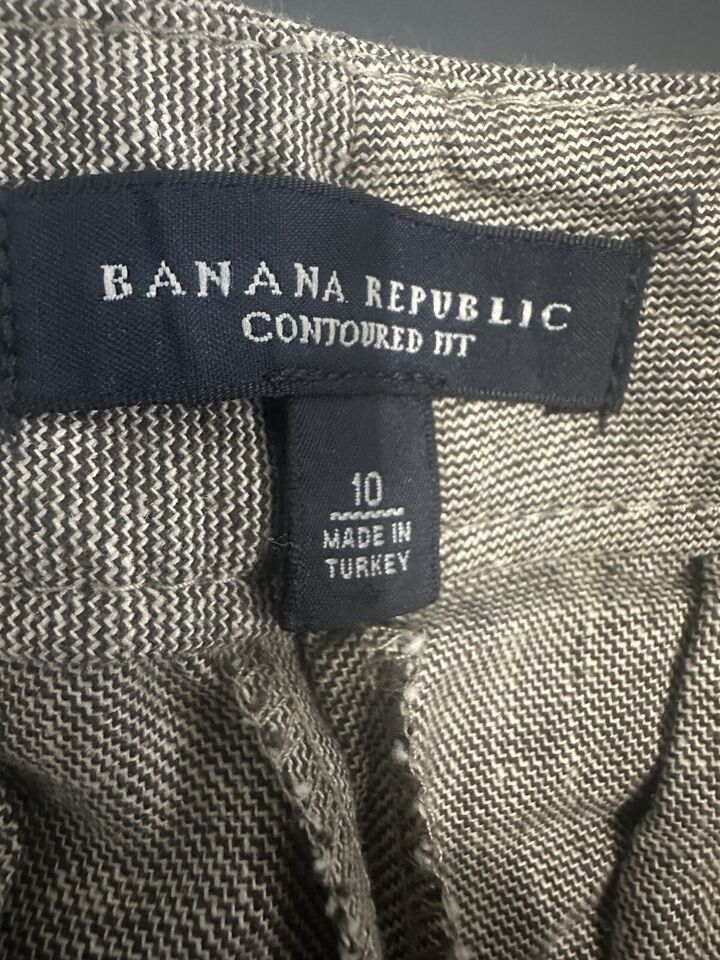 BANANA REPUBLIC
CONTOURED FIT
10
MADE IN
TURKEY